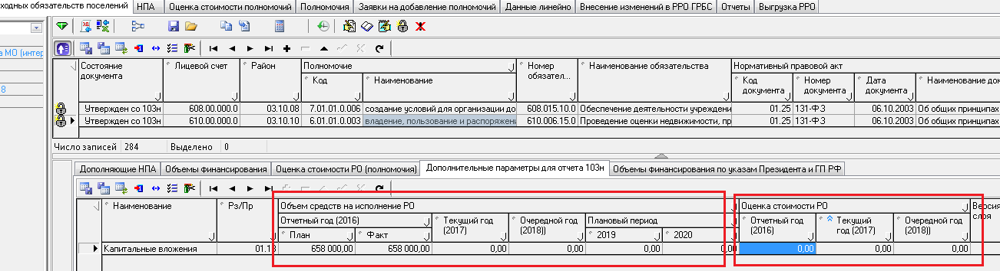 ходных обязательств поселений НПА Оценка стоимости полномочий Полномочия Заявки на добавление полномочий Данные линейно Внесение изменений в РРО ГРБС Отчеты Выгрузка РРО
а МО (интер
8
Состояние документа Лицевой счет Район Полномочие Номер обязател... Наименование обязательства Нормативный правовой акт
Код Наименование Код документа Номер документа Дата документа Наименование док
Утвержден со 103н 608.00.000.0 03.10.08 7.01.01.0.006 создание условий для организации до 608.015.10.0 Обеспечение деятельности учреждени 01.25 131-ФЗ 06.10.2003 Об общих принципах
Утвержден со 103н 610.00.000.0 03.10.10 6.01.01.0.003 владение, пользование и распоряжени 610.006.15.0 Проведение оценки недвижимости, пр 01.25 131-ФЗ 06.10.2003 Об общих принципах
Число записей 284 Выделено 0
Дополняющие НПА Объемы финансирования Оценка стоимости РО (полномочия) Дополнительные параметры для отчета 103н Объемы финансирования по указам Президента и ГП РФ
Наименование Рз/Пр Объем средств на исполнение РО Оценка стоимости РО Версия слоя
Отчетный год (2016) Текущий год (2017) Очередной год (2018)) Плановый период Отчетный год (2016) Текущий год (2017) Очередной год (2018))
План Факт 2019 2020
Капитальные вложения 01.13 658 000,00 658 000,00 0,00 0,00 0,00 0,00 0,00 0,00 0,00